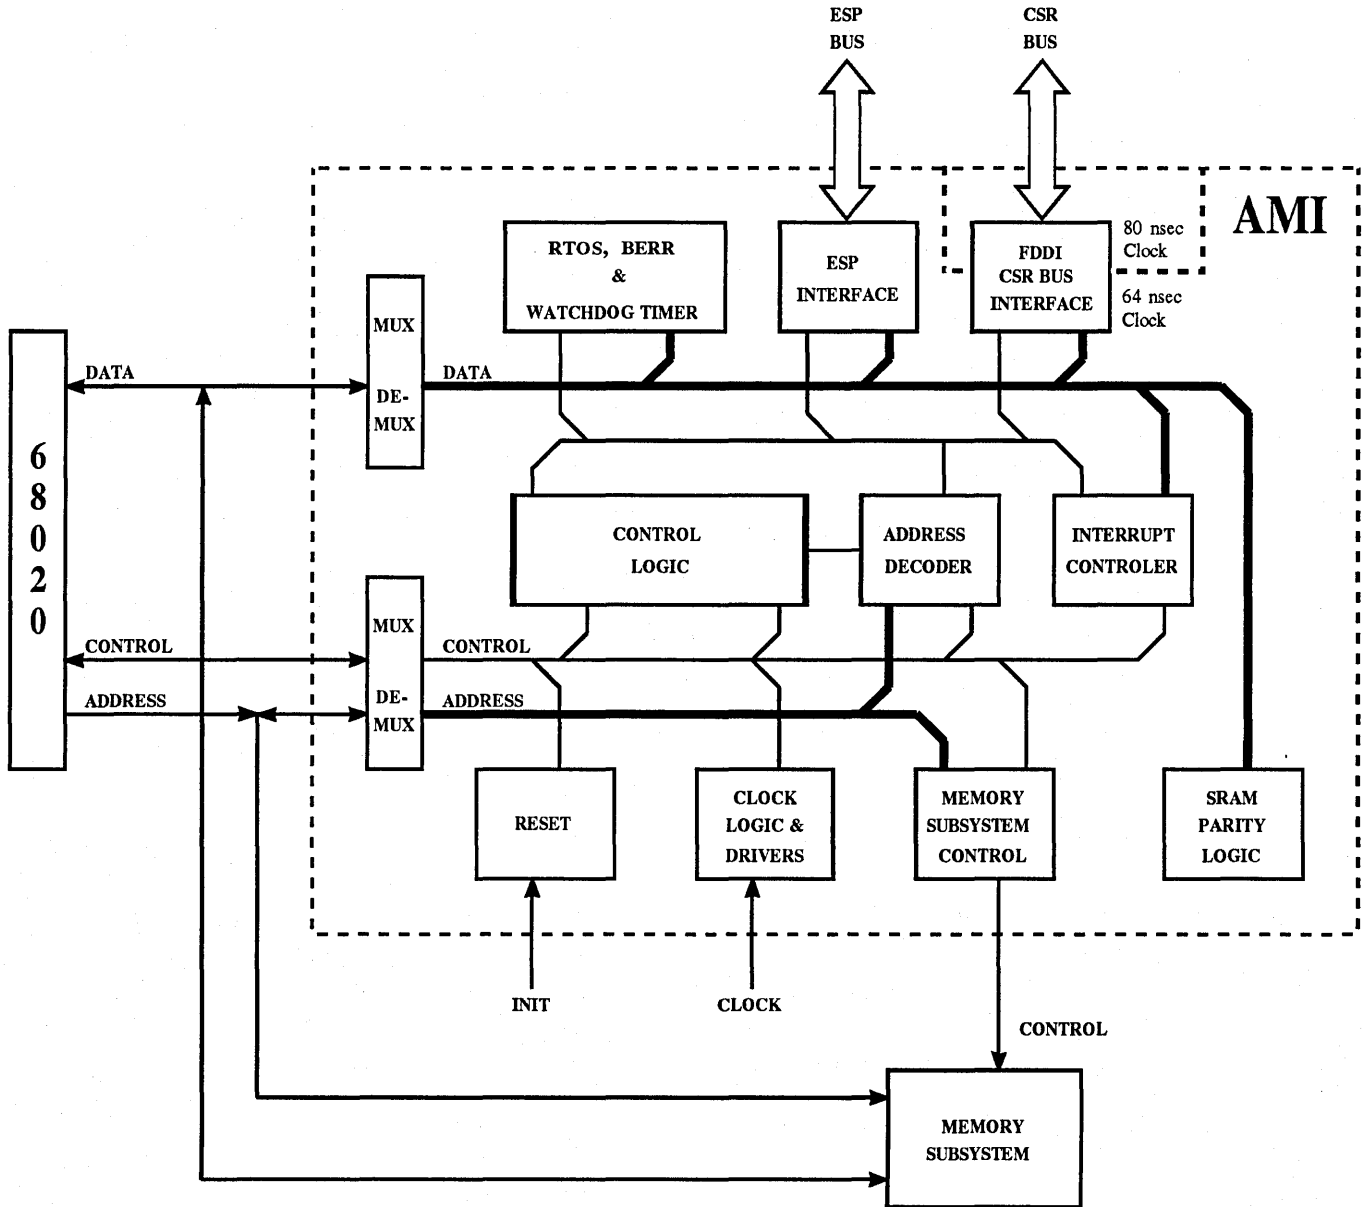 ESP
BUS
CSR
BUS
AMI
RTOS, BERR
&
WATCHDOG TIMER
ESP
INTERFACE
FDDI
CSR BUS
INTERFACE
80 nsec
Clock
64 nsec
Clock
MUX
DE-
MUX
DATA
DATA
6
8
0
2
0
CONTROL
LOGIC
ADDRESS
DECODER
INTERRUPT
CONTROLER
MUX
DE-
MUX
CONTROL
CONTROL
ADDRESS
ADDRESS
RESET
CLOCK
LOGIC &
DRIVERS
MEMORY
SUBSYSTEM
CONTROL
SRAM
PARITY
LOGIC
INIT
CLOCK
CONTROL
MEMORY
SUBSYSTEM